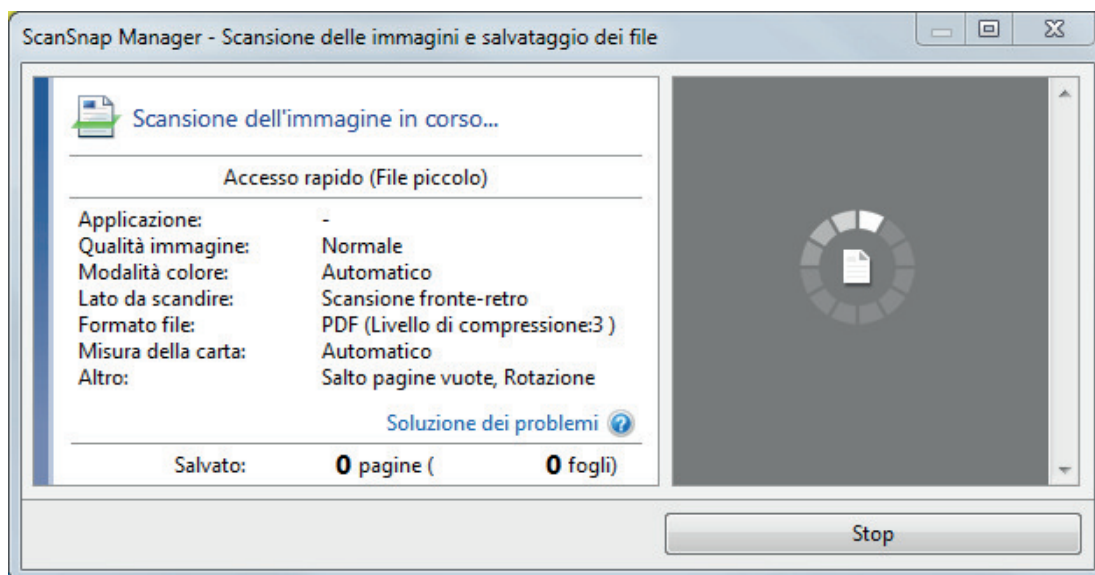 ScanSnap Manager - Scansione delle immagini e salvataggio dei file
Scansione dell'immagine in corso...
Accesso rapido (File piccolo)
Applicazione: -
Qualità immagine: Normale
Modalità colore: Automatico
Lato da scandire: Scansione fronte-retro
Formato file: PDF (Livello di compressione:3 )
Misura della carta: Automatico
Altro: Salto pagine vuote, Rotazione
Soluzione dei problemi ?
Salvato: 0 pagine ( 0 fogli)
Stop